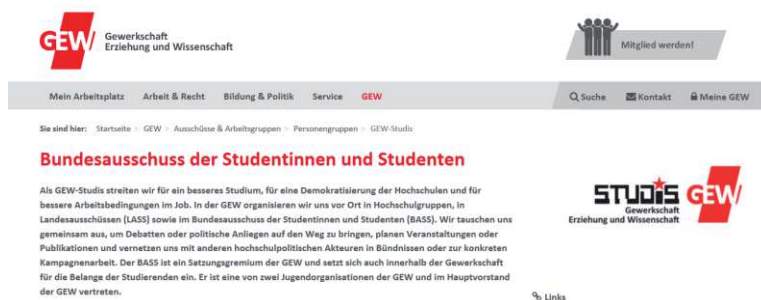 GEW Gewerkschaft
Erziehung und Wissenschaft
Mitglied werden!
Mein Arbeitsplatz Arbeit & Recht Bildung & Politik Service GEW Suche Kontakt Meine GEW
Sie sind hier: Startseite > GEW > Ausschüsse & Arbeitsgruppen > Personengruppen > GEW-Studis
Bundesausschuss der Studentinnen und Studenten
Als GEW-Studis streiten wir für ein besseres Studium, für eine Demokratisierung der Hochschulen und für
bessere Arbeitsbedingungen im Job. In der GEW organisieren wir uns vor Ort in Hochschulgruppen, in
Landesausschüssen (LASS) sowie im Bundesausschuss der Studentinnen und Studenten (BASS). Wir tauschen uns
gemeinsam aus, um Debatten oder politische Anliegen auf den Weg zu bringen, planen Veranstaltungen oder
Publikationen und vernetzen uns mit anderen hochschulpolitischen Akteuren in Bündnissen oder zur konkreten
Kampagnenarbeit. Der BASS ist ein Satzungsgremium der GEW und setzt sich auch innerhalb der Gewerkschaft
für die Belange der Studierenden ein. Er ist eine von zwei Jugendorganisationen der GEW und im Hauptvorstand
der GEW vertreten.
STUDIS GEW
Gewerkschaft
Erziehung und Wissenschaft
Links